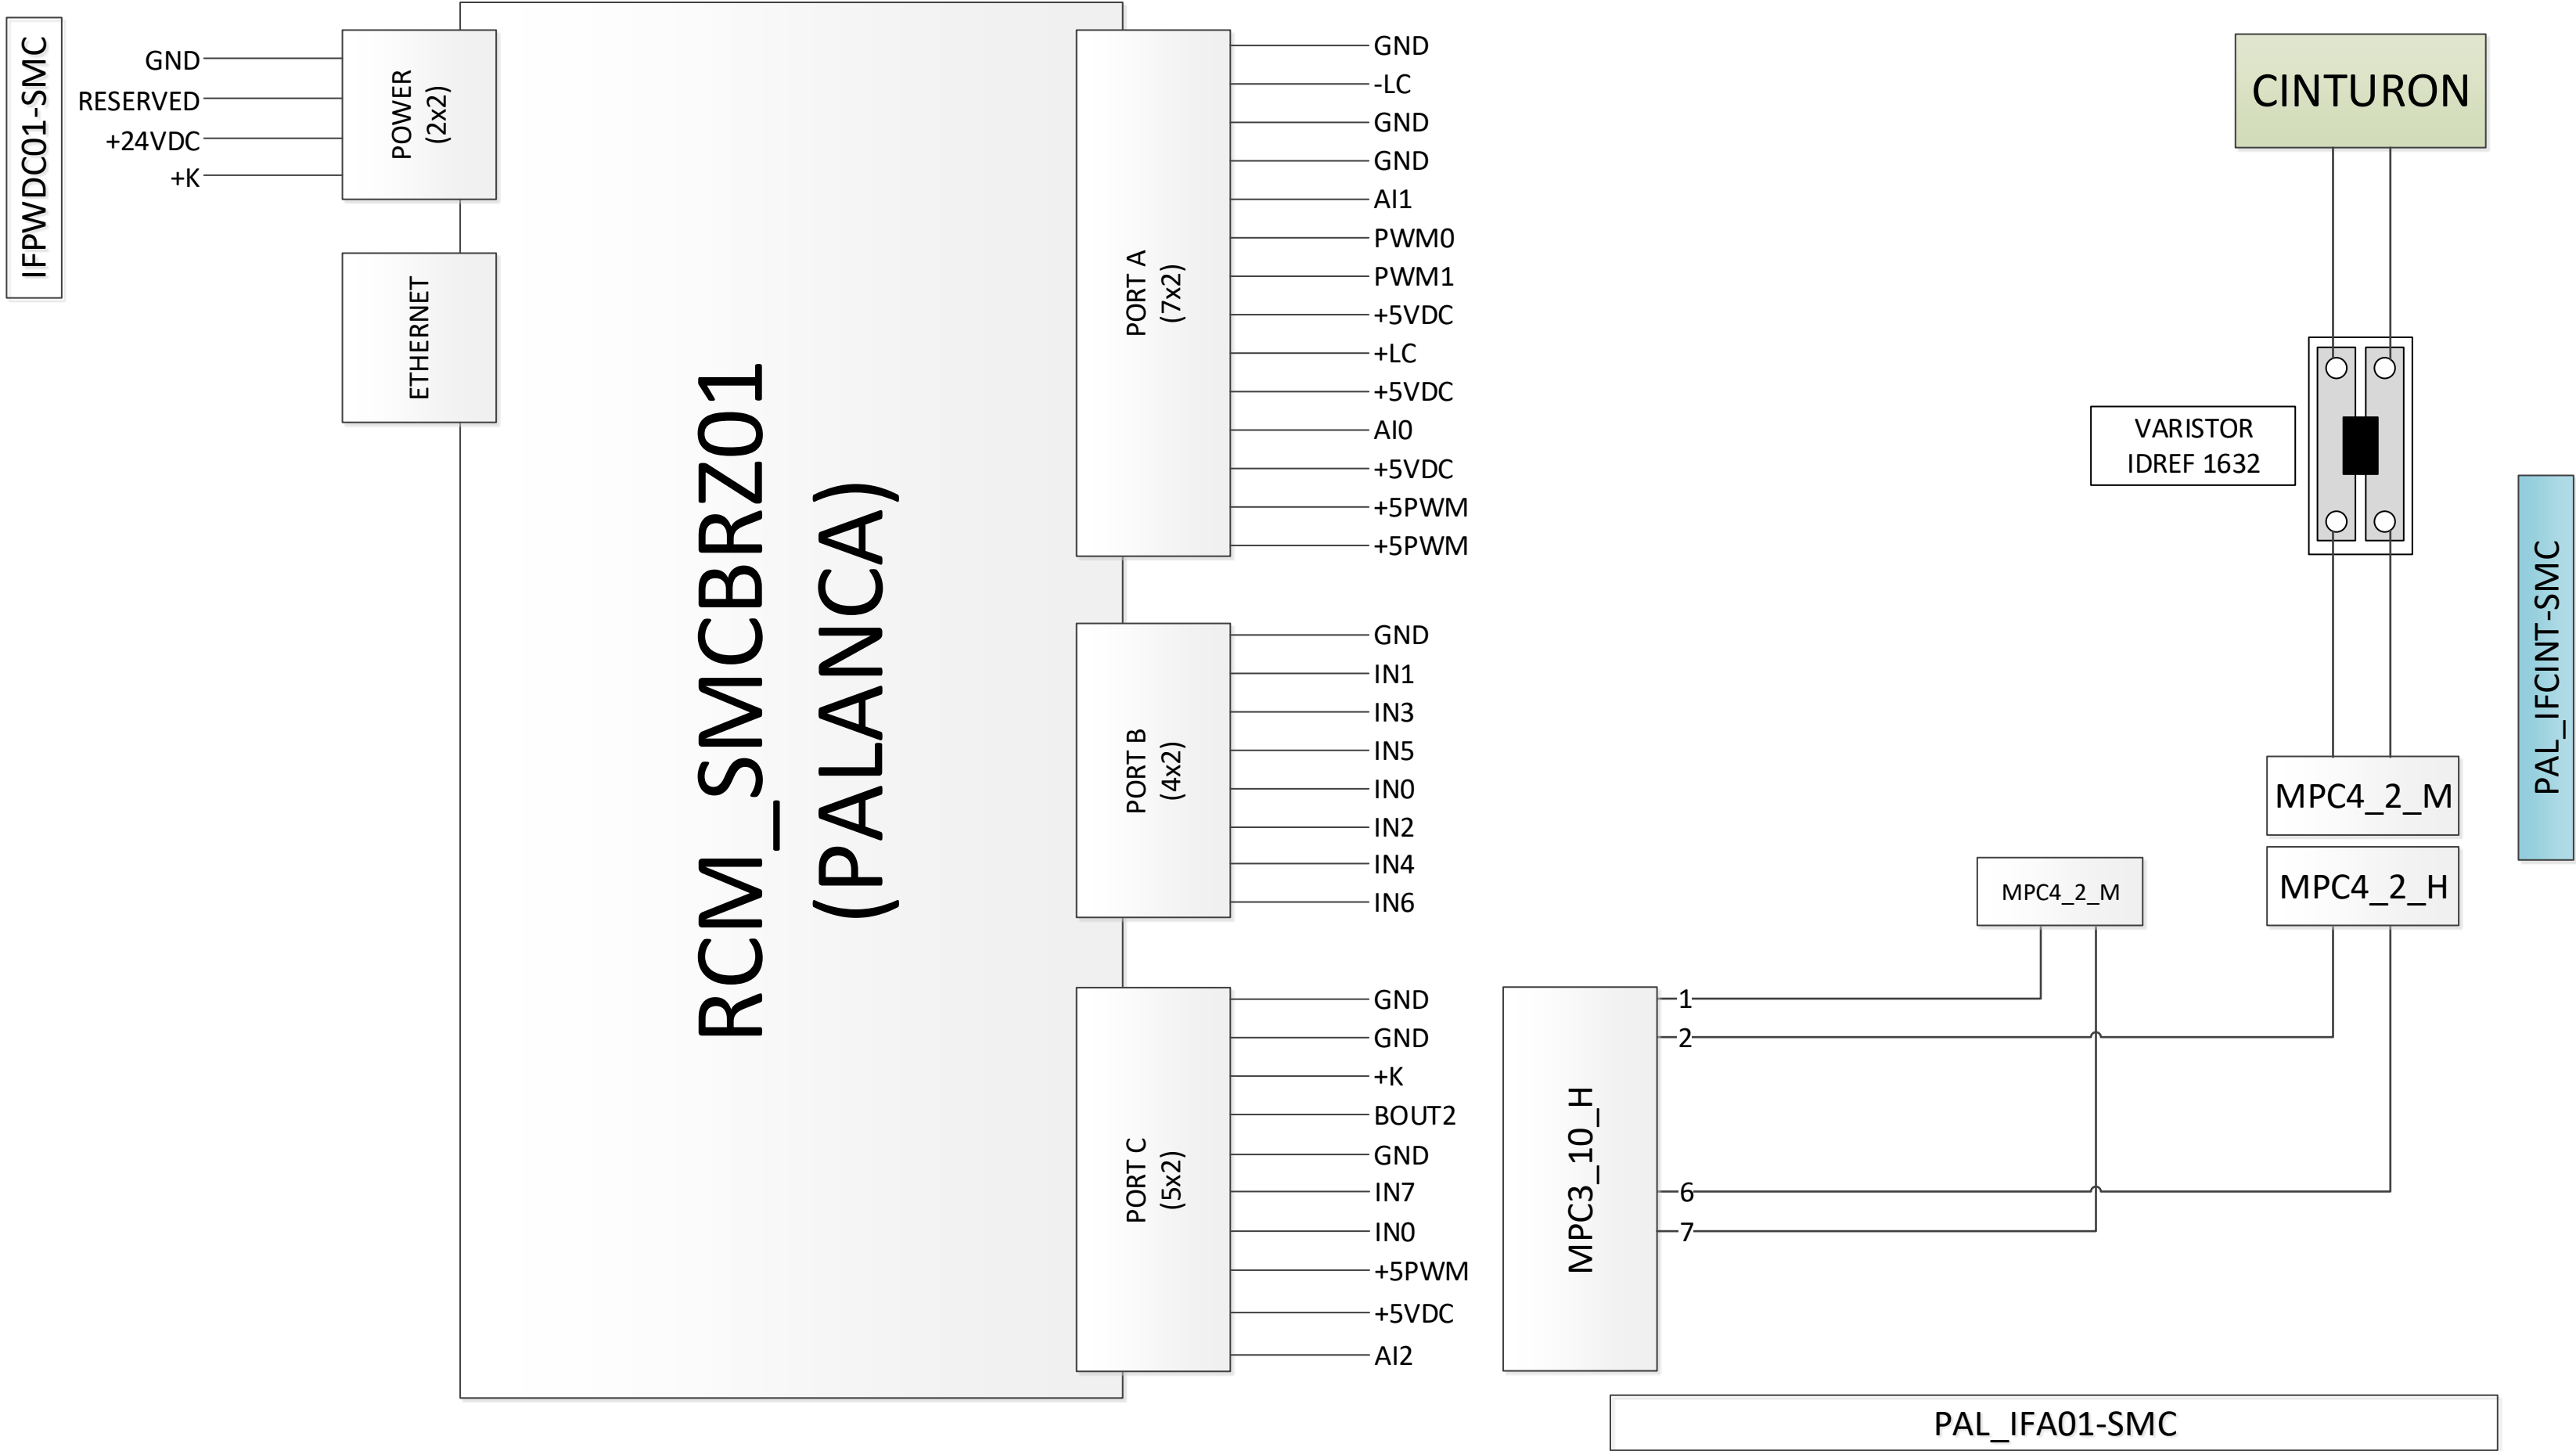 IFPWDC01-SMC
GND
RESERVED
+24VDC
+K
POWER
(2x2)
ETHERNET
RCM_SMCBRZ01
(PALANCA)
PORT A
(7x2)
GND
-LC
GND
GND
AI1
PWM0
PWM1
+5VDC
+LC
+5VDC
AI0
+5VDC
+5PWM
+5PWM
PORT B
(4x2)
GND
IN1
IN3
IN5
IN0
IN2
IN4
IN6
PORT C
(5x2)
GND
GND
+K
BOUT2
GND
IN7
IN0
+5PWM
+5VDC
AI2
MPC3_10_H
1
2
6
7
MPC4_2_M
CINTURON
VARISTOR
IDREF 1632
MPC4_2_M
MPC4_2_H
PAL_IFCINT-SMC
PAL_IFA01-SMC